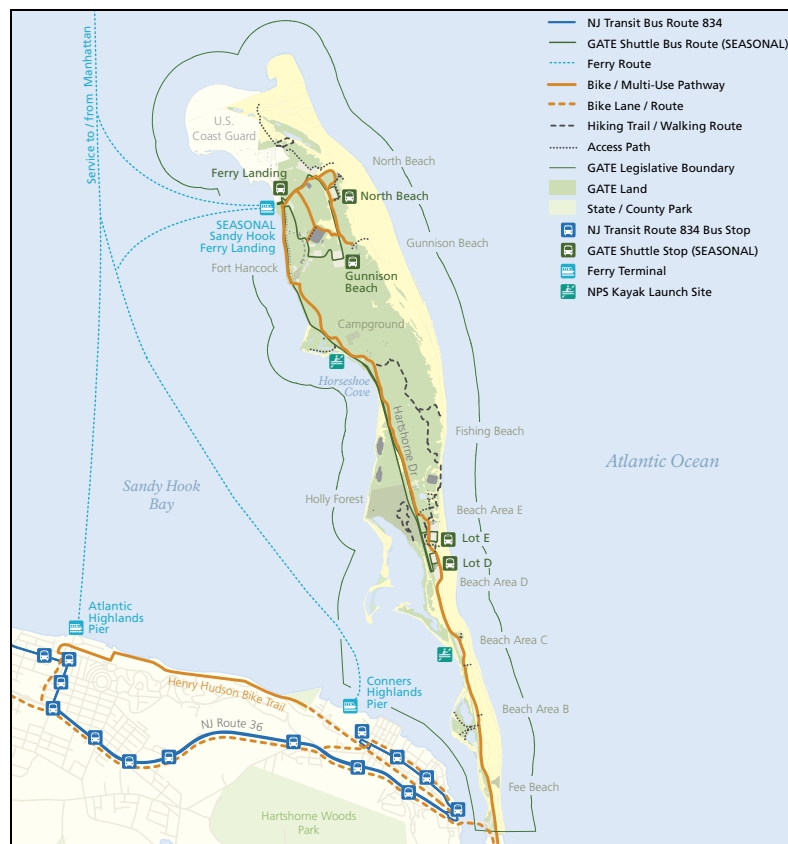 NJ Transit Bus Route 834
GATE Shuttle Bus Route (SEASONAL)
Ferry Route
Bike / Multi-Use Pathway
Bike Lane / Route
Hiking Trail / Walking Route
Access Path
GATE Legislative Boundary
GATE Land
State / County Park
NJ Transit Route 834 Bus Stop
GATE Shuttle Stop (SEASONAL)
Ferry Terminal
NPS Kayak Launch Site
Service to / from Manhattan
U.S.
Coast Guard
North Beach
Ferry Landing
North Beach
SEASONAL
Sandy Hook
Ferry Landing
Gunnison Beach
Fort Hancock
Gunnison
Beach
Campground
Horseshoe
Cove
Hartshorne Dr.
Fishing Beach
Atlantic Ocean
Sandy Hook
Bay
Holly Forest
Beach Area E
Lot E
Lot D
Beach Area D
Atlantic
Highlands
Pier
Beach Area C
Conners
Highlands
Pier
Henry Hudson Bike Trail
Beach Area B
NJ Route 36
Fee Beach
Hartshorne Woods
Park